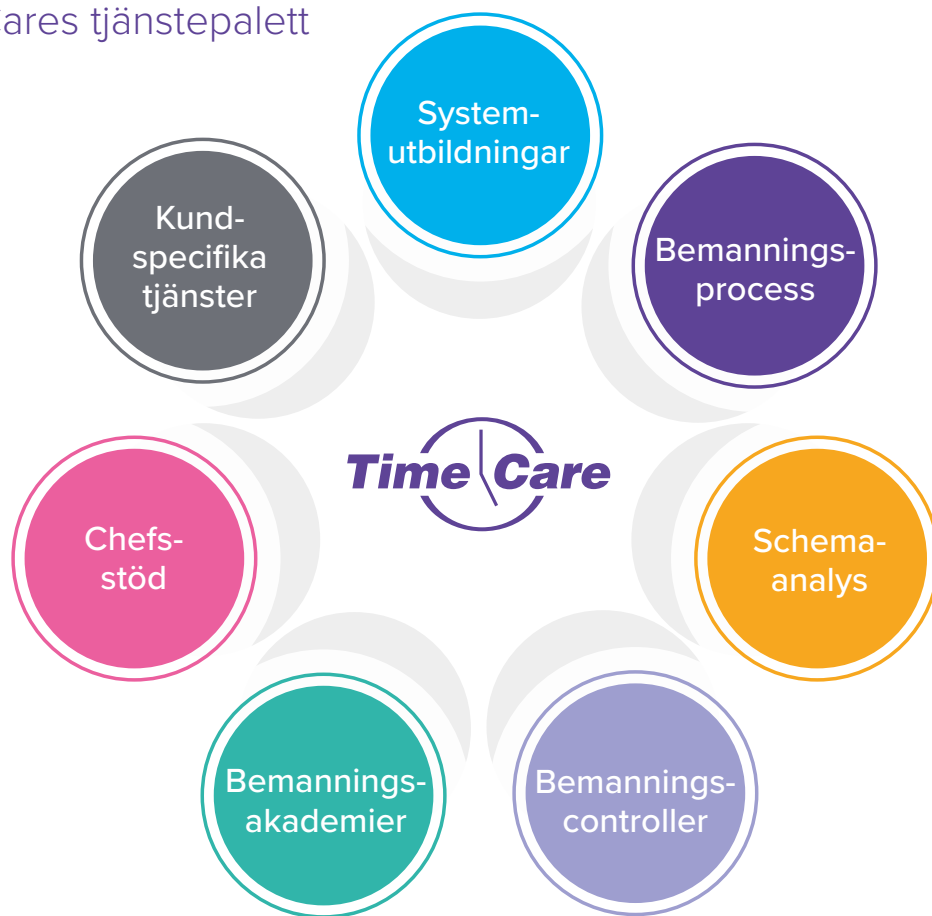 ares tjänstepalett
System-
utbildningar
Bemannings-
process
Schema-
analys
Bemannings-
controller
Bemannings-
akademier
Chefs-
stöd
Kund-
specifika
tjänster
Time Care